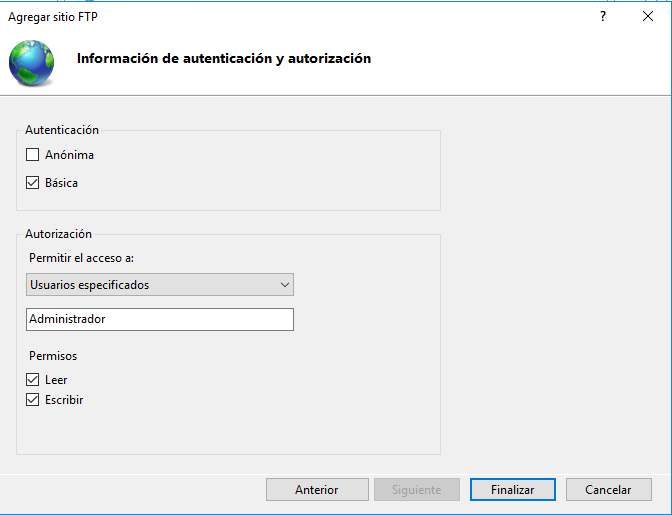 Agregar sitio FTP
?
Información de autenticación y autorización
Autenticación
Anónima
Básica
Autorización
Permitir el acceso a:
Usuarios especificados
Administrador
Permisos
Leer
Escribir
Anterior
Siguiente
Finalizar
Cancelar